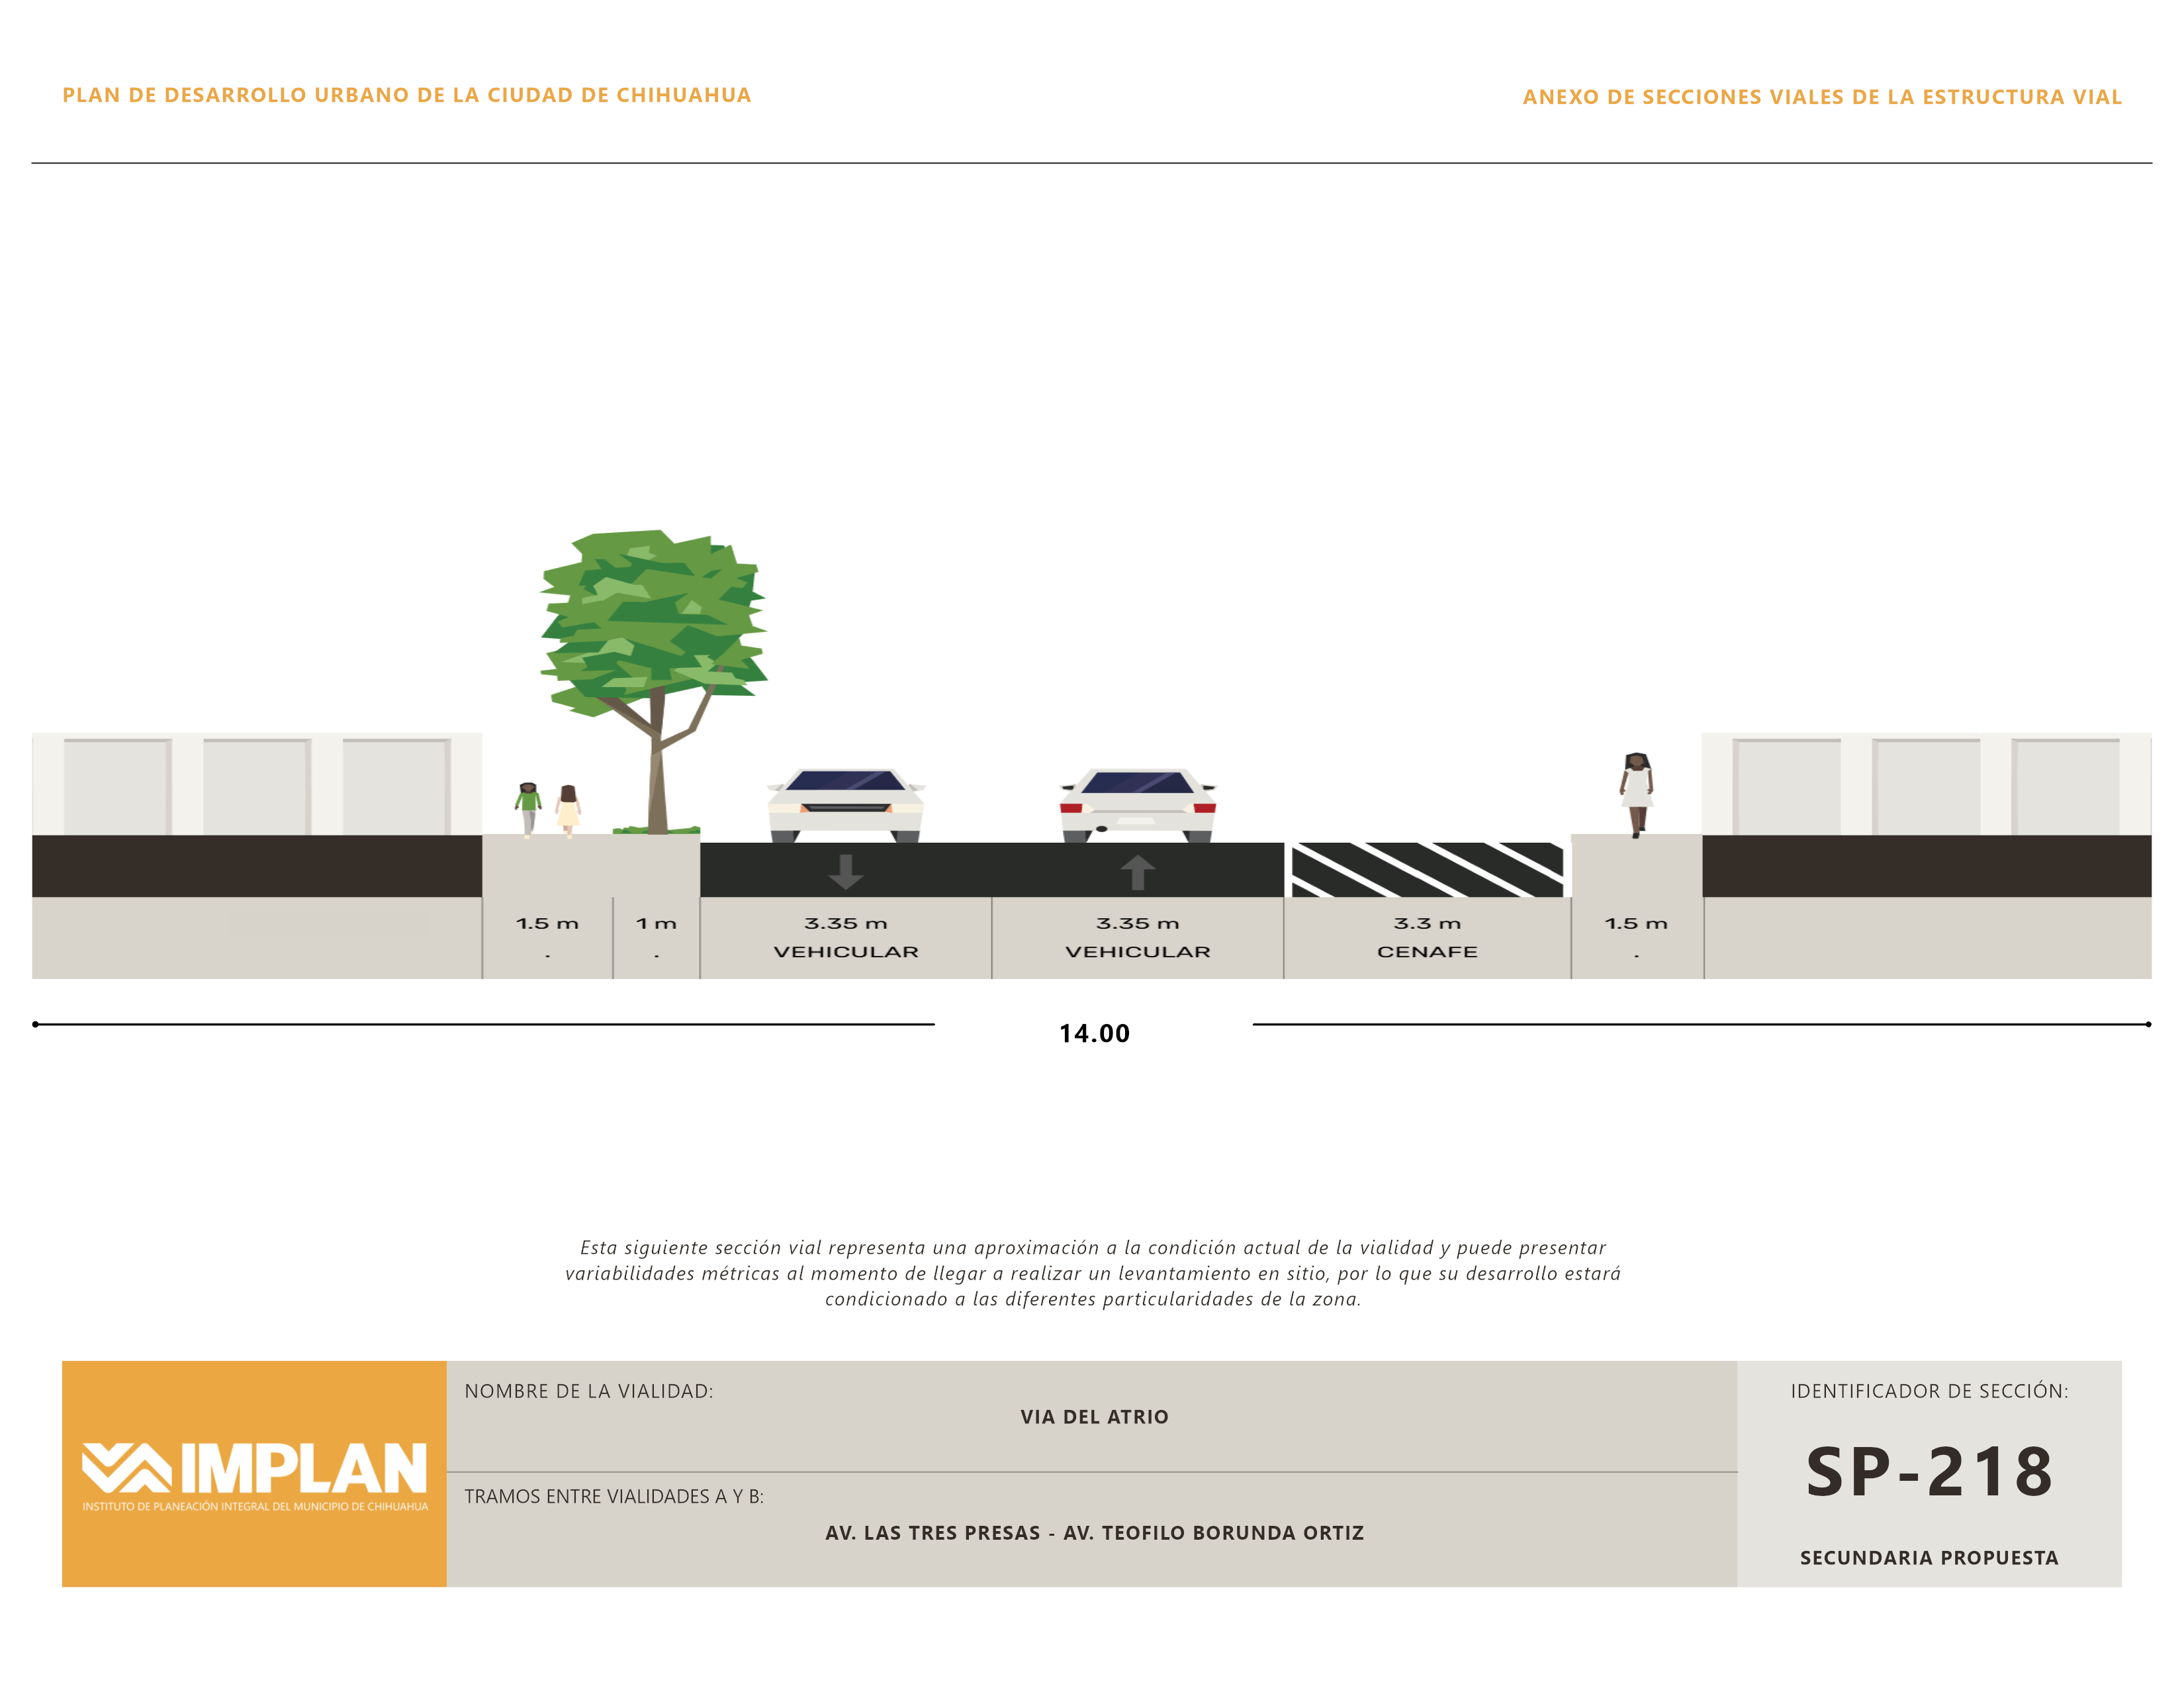 PLAN DE DESARROLLO URBANO DE LA CIUDAD DE CHIHUAHUA
ANEXO DE SECCIONES VIALES DE LA ESTRUCTURA VIAL
1.5 m
.
1 m
.
3.35 m
VEHICULAR
3.35 m
VEHICULAR
3.3 m
CENAFE
1.5 m
.
14.00
Esta siguiente sección vial representa una aproximación a la condición actual de la vialidad y puede presentar
variabilidades métricas al momento de llegar a realizar un levantamiento en sitio, por lo que su desarrollo estará
condicionado a las diferentes particularidades de la zona.
IMPLAN
INSTITUTO DE PLANEACIÓN INTEGRAL DEL MUNICIPIO DE CHIHUAHUA
NOMBRE DE LA VIALIDAD:
VIA DEL ATRIO
TRAMOS ENTRE VIALIDADES A Y B:
AV. LAS TRES PRESAS - AV. TEOFILO BORUNDA ORTIZ
IDENTIFICADOR DE SECCIÓN:
SP-218
SECUNDARIA PROPUESTA